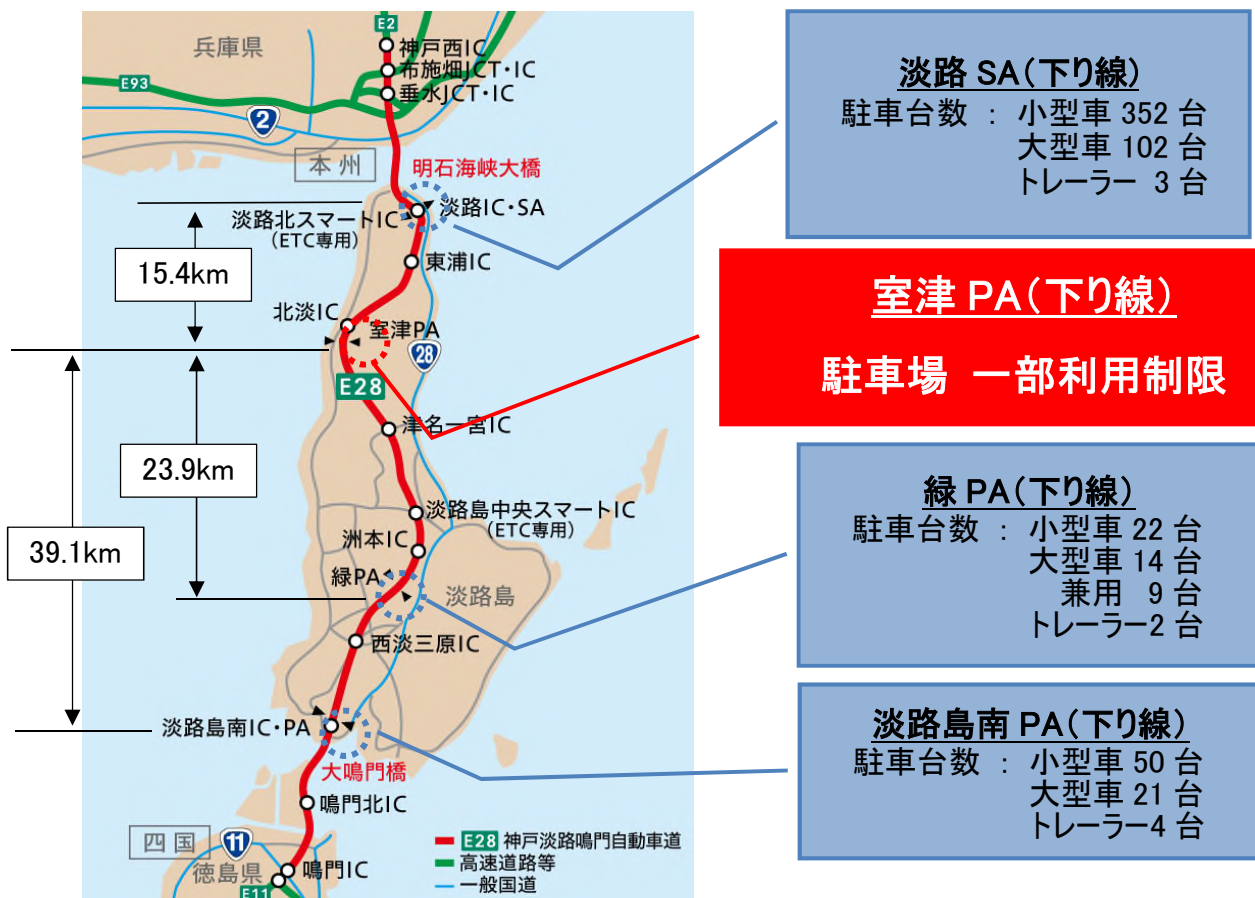 E2
兵庫県
神戸西IC
布施畑JCT・IC
E93
垂水JCT・IC
2
本州
明石海峡大橋
淡路IC・SA
淡路北スマートIC
(ETC専用)
15.4km
東浦IC
北淡IC
室津PA
28
E28
津名一宮IC
23.9km
淡路島中央スマートIC
(ETC専用)
39.1km
洲本IC
緑PA
淡路島
西淡三原IC
淡路島南IC・PA
大鳴門橋
鳴門北IC
四国
11
徳島県
鳴門IC
E11
E28 神戸淡路鳴門自動車道
高速道路等
一般国道
淡路 SA(下り線)
駐車台数 : 小型車 352 台
大型車 102 台
トレーラー 3 台
室津 PA(下り線)
駐車場 一部利用制限
緑 PA(下り線)
駐車台数 : 小型車 22 台
大型車 14 台
兼用 9 台
トレーラー2 台
淡路島南 PA(下り線)
駐車台数 : 小型車 50 台
大型車 21 台
トレーラー4 台